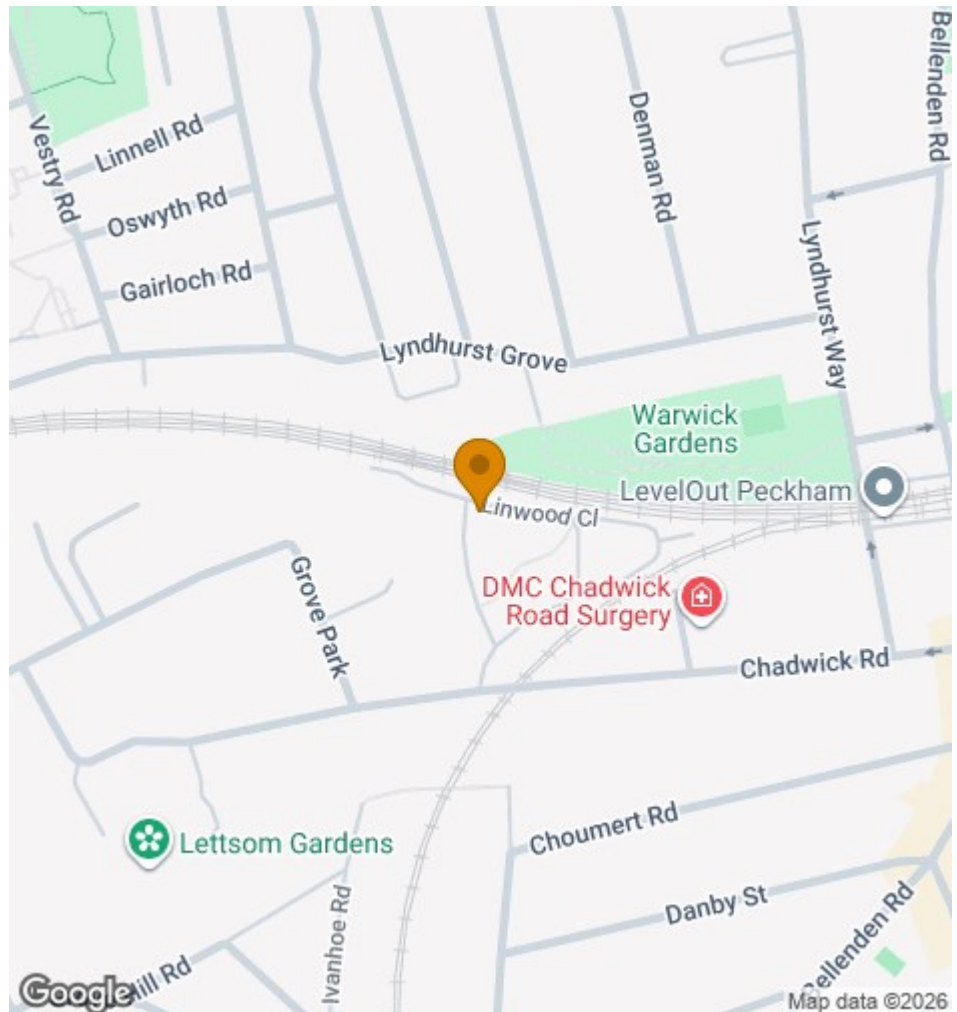 Bellenden Rd
Denman Rd
Vestry Rd
Linnell Rd
Oswyth Rd
Gairloch Rd
Lyndhurst Way
Lyndhurst Grove
Warwick
Gardens
LevelOut Peckham
Linwood Cl
DMC Chadwick
Road Surgery
Grove Park
Chadwick Rd
Choumert Rd
Lettsom Gardens
Danby St
Ivanhoe Rd
Bellenden Rd
Hill Rd
Google
Map data ©2026